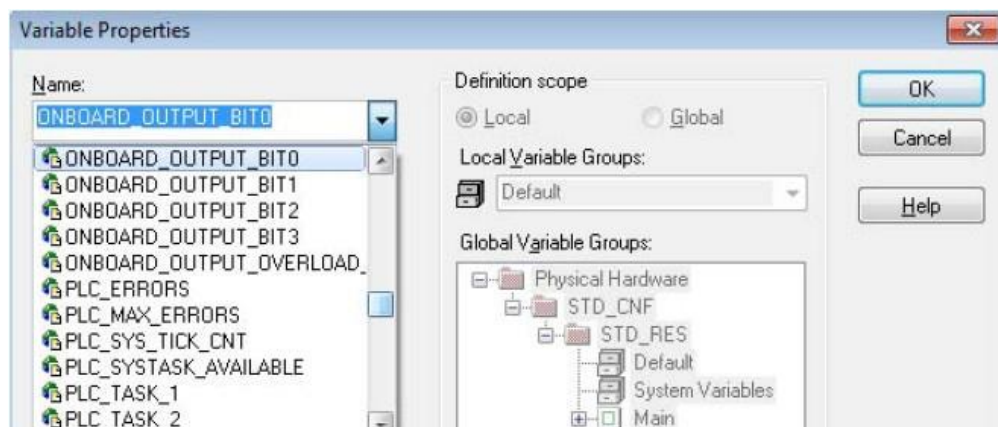 Variable Properties
Name:
ONBOARD_OUTPUT_BIT0
ONBOARD_OUTPUT_BIT0
ONBOARD_OUTPUT_BIT1
ONBOARD_OUTPUT_BIT2
ONBOARD_OUTPUT_BIT3
ONBOARD_OUTPUT_OVERLOAD_
PLC_ERRORS
PLC_MAX_ERRORS
PLC_SYS_TICK_CNT
PLC_SYSTASK_AVAILABLE
PLC_TASK_1
PLC_TASK_2
Definition scope
Local Global
Local Variable Groups:
Default
Global Variable Groups:
Physical Hardware
STD_CNF
STD_RES
Default
System Variables
Main
OK
Cancel
Help